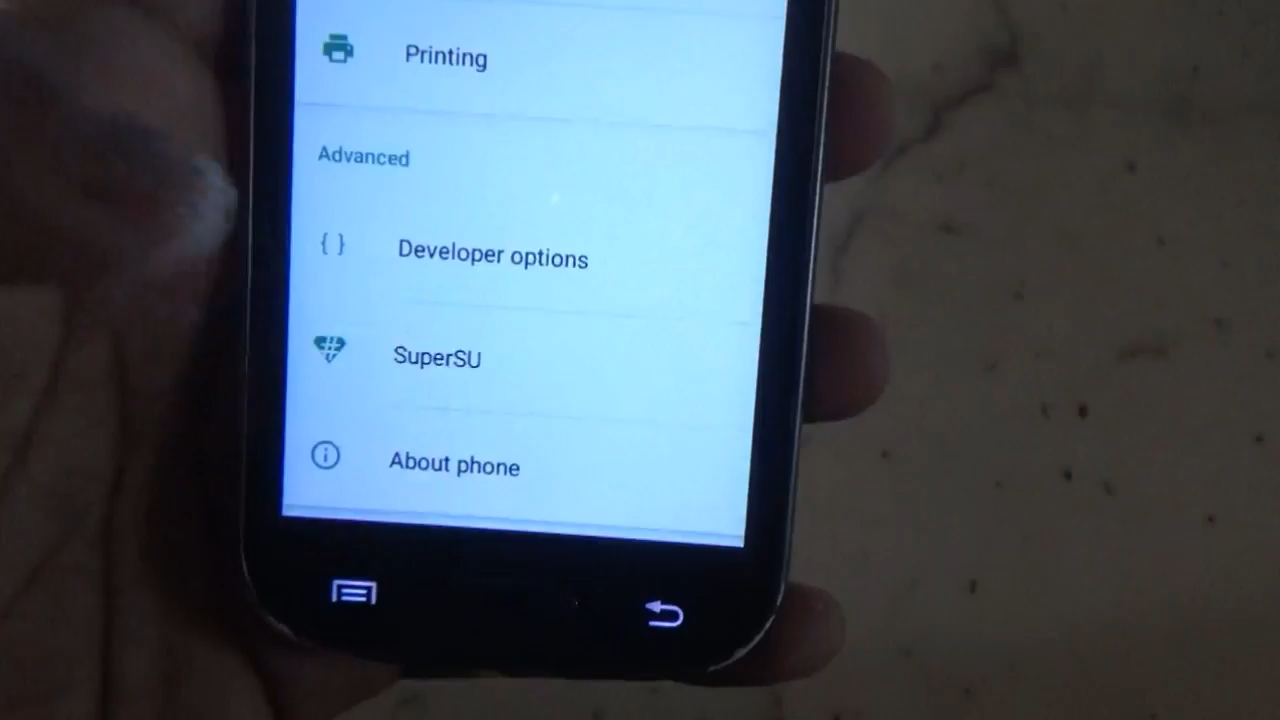 Printing
Advanced
{ } Developer options
SuperSU
About phone